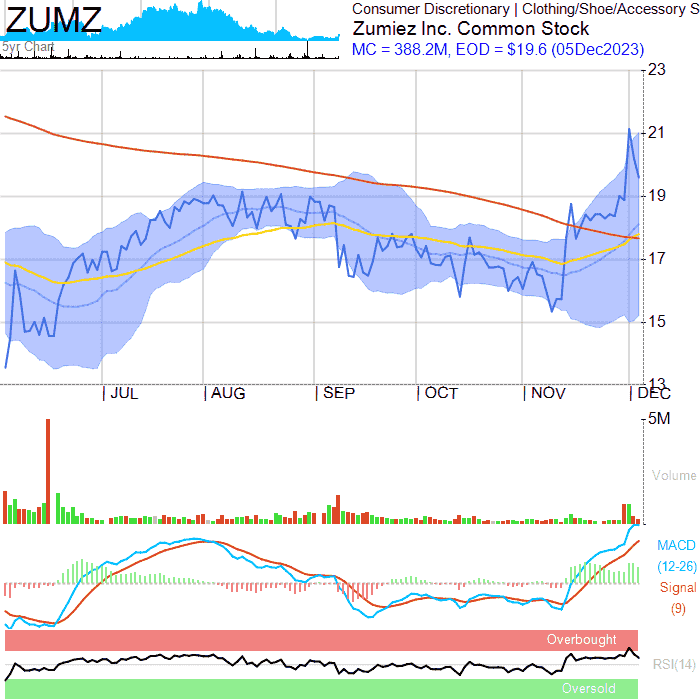 ZUMZ
5yr Chart
Consumer Discretionary | Clothing/Shoe/Accessory S
Zumiez Inc. Common Stock
MC = 388.2M, EOD = $19.6 (05Dec2023)
23
21
19
17
15
13
| JUL | AUG | SEP | OCT | NOV | DEC
5M
Volume
MACD
(12-26)
Signal
(9)
Overbought
RSI(14)
Oversold